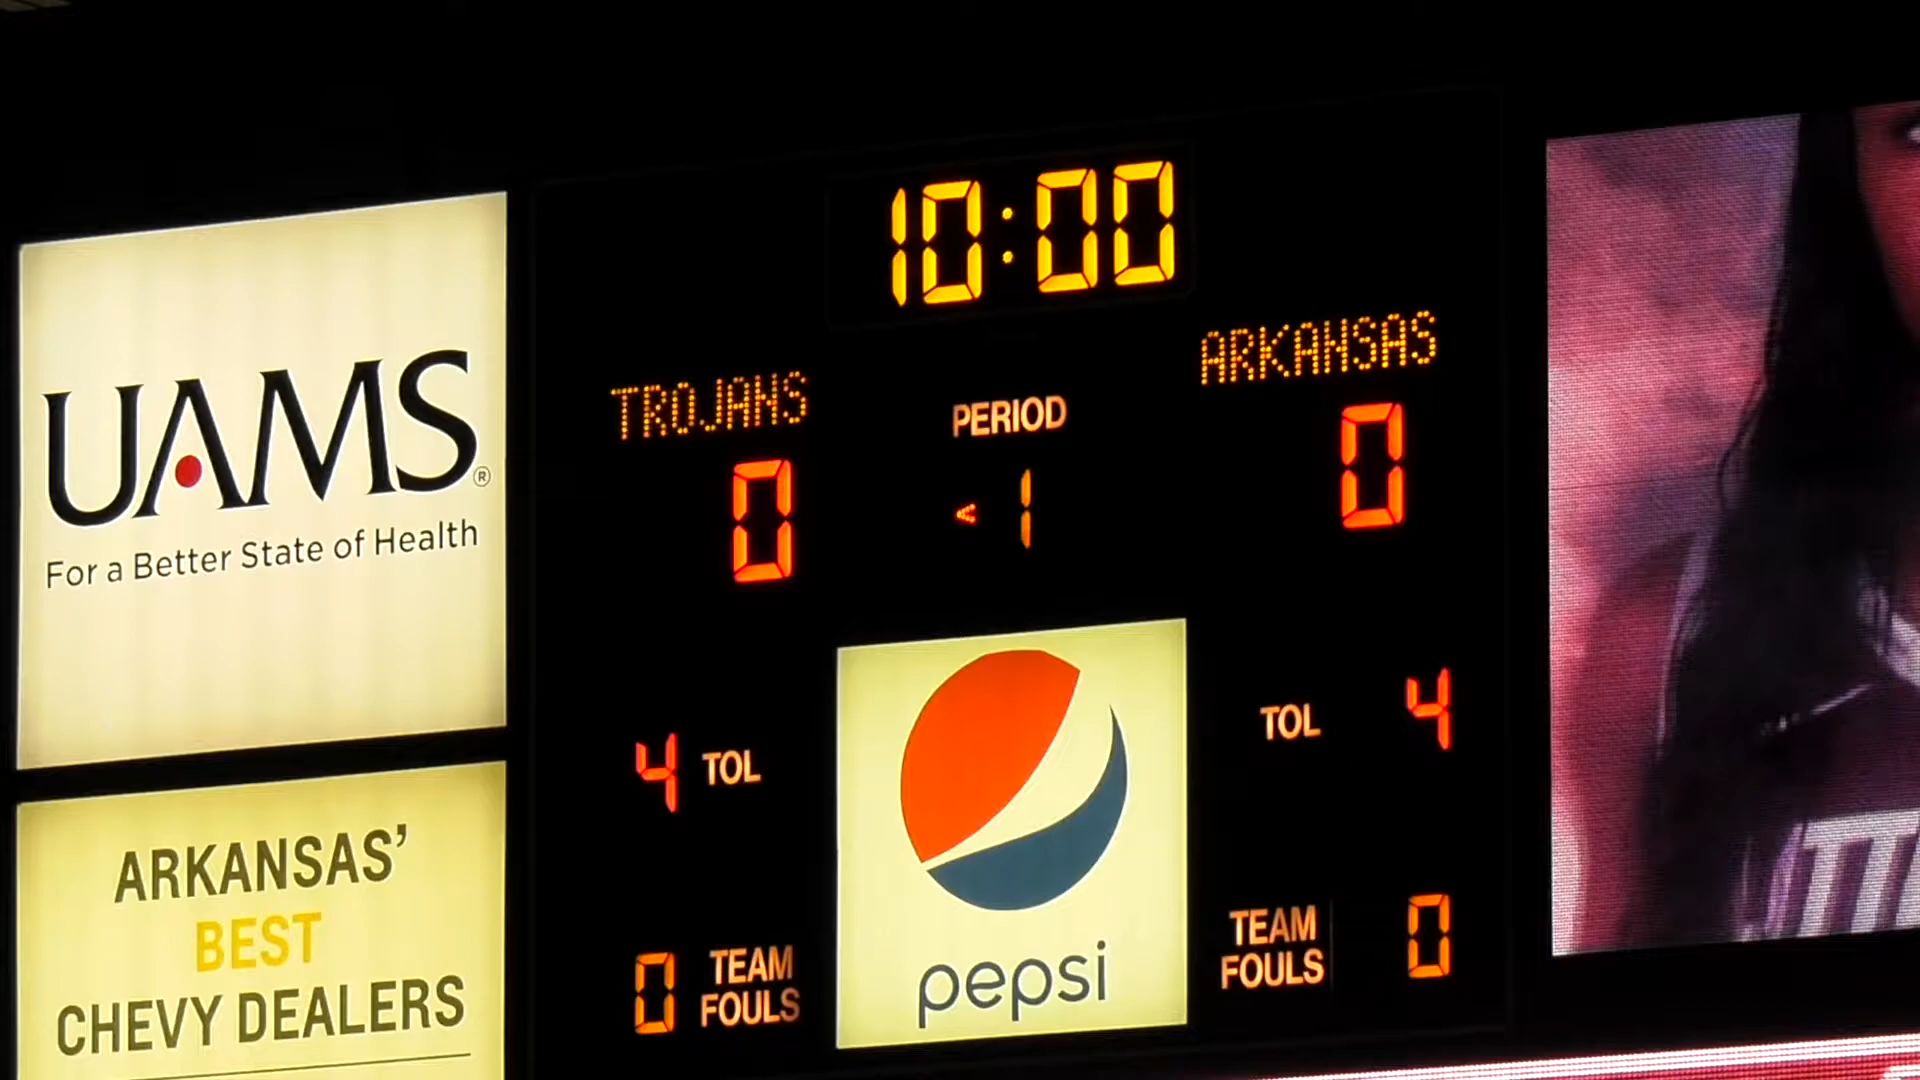 UAMS®
For a Better State of Health
ARKANSAS'
BEST
CHEVY DEALERS
10:00
TROJANS
ARKANSAS
PERIOD
0
< 1
0
4 TOL
TOL 4
0 TEAM FOULS
TEAM FOULS 0
pepsi